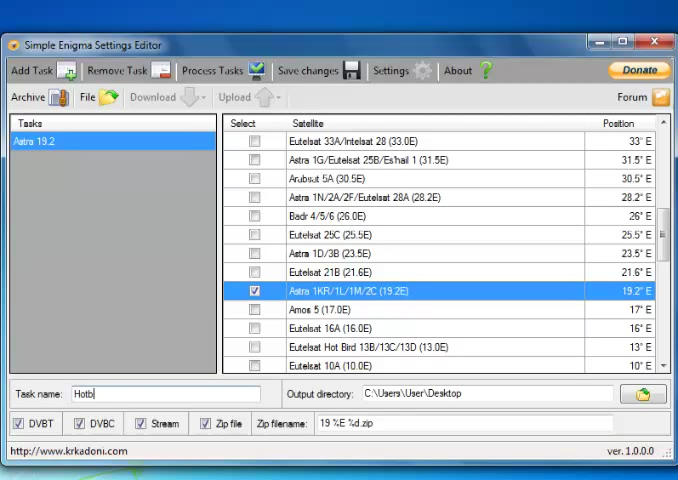 Simple Enigma Settings Editor
Add Task Remove Task Process Tasks Save changes Settings About ? Donate
Archive File Download Upload Forum
Tasks
Astra 19.2
Select Satellite Position
Eutelsat 33A/Intelsat 28 (33.0E) 33° E
Astra 1G/Eutelsat 25B/Es'hail 1 (31.5E) 31.5° E
Arabsat 5A (30.5E) 30.5° E
Astra 1N/2A/2F/Eutelsat 28A (28.2E) 28.2° E
Badr 4/5/6 (26.0E) 26° E
Eutelsat 25C (25.5E) 25.5° E
Astra 1D/3B (23.5E) 23.5° E
Eutelsat 21B (21.6E) 21.6° E
Astra 1KR/1L/1M/2C (19.2E) 19.2° E
Amos 5 (17.0E) 17° E
Eutelsat 16A (16.0E) 16° E
Eutelsat Hot Bird 13B/13C/13D (13.0E) 13° E
Eutelsat 10A (10.0E) 10° E
Task name: Hotb Output directory: C:\Users\User\Desktop
DVBT DVBC Stream Zip file Zip filename: 19 %E %d.zip
http://www.krkadoni.com ver. 1.0.0.0